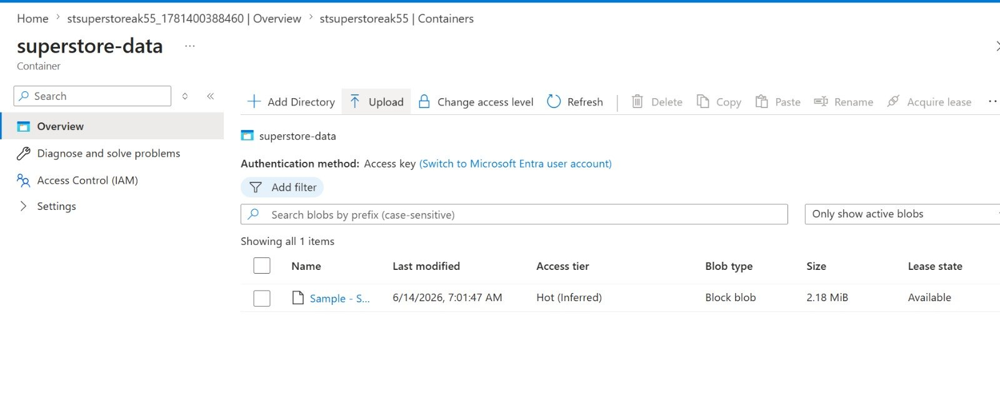 Home > stsuperstoreak55_1781400388460 | Overview > stsuperstoreak55 | Containers
superstore-data ...
Container
Search
Overview
Diagnose and solve problems
Access Control (IAM)
Settings
Add Directory Upload Change access level Refresh Delete Copy Paste Rename Acquire lease
superstore-data
Authentication method: Access key (Switch to Microsoft Entra user account)
Add filter
Search blobs by prefix (case-sensitive) Only show active blobs
Showing all 1 items
Name Last modified Access tier Blob type Size Lease state
Sample - S... 6/14/2026, 7:01:47 AM Hot (Inferred) Block blob 2.18 MiB Available